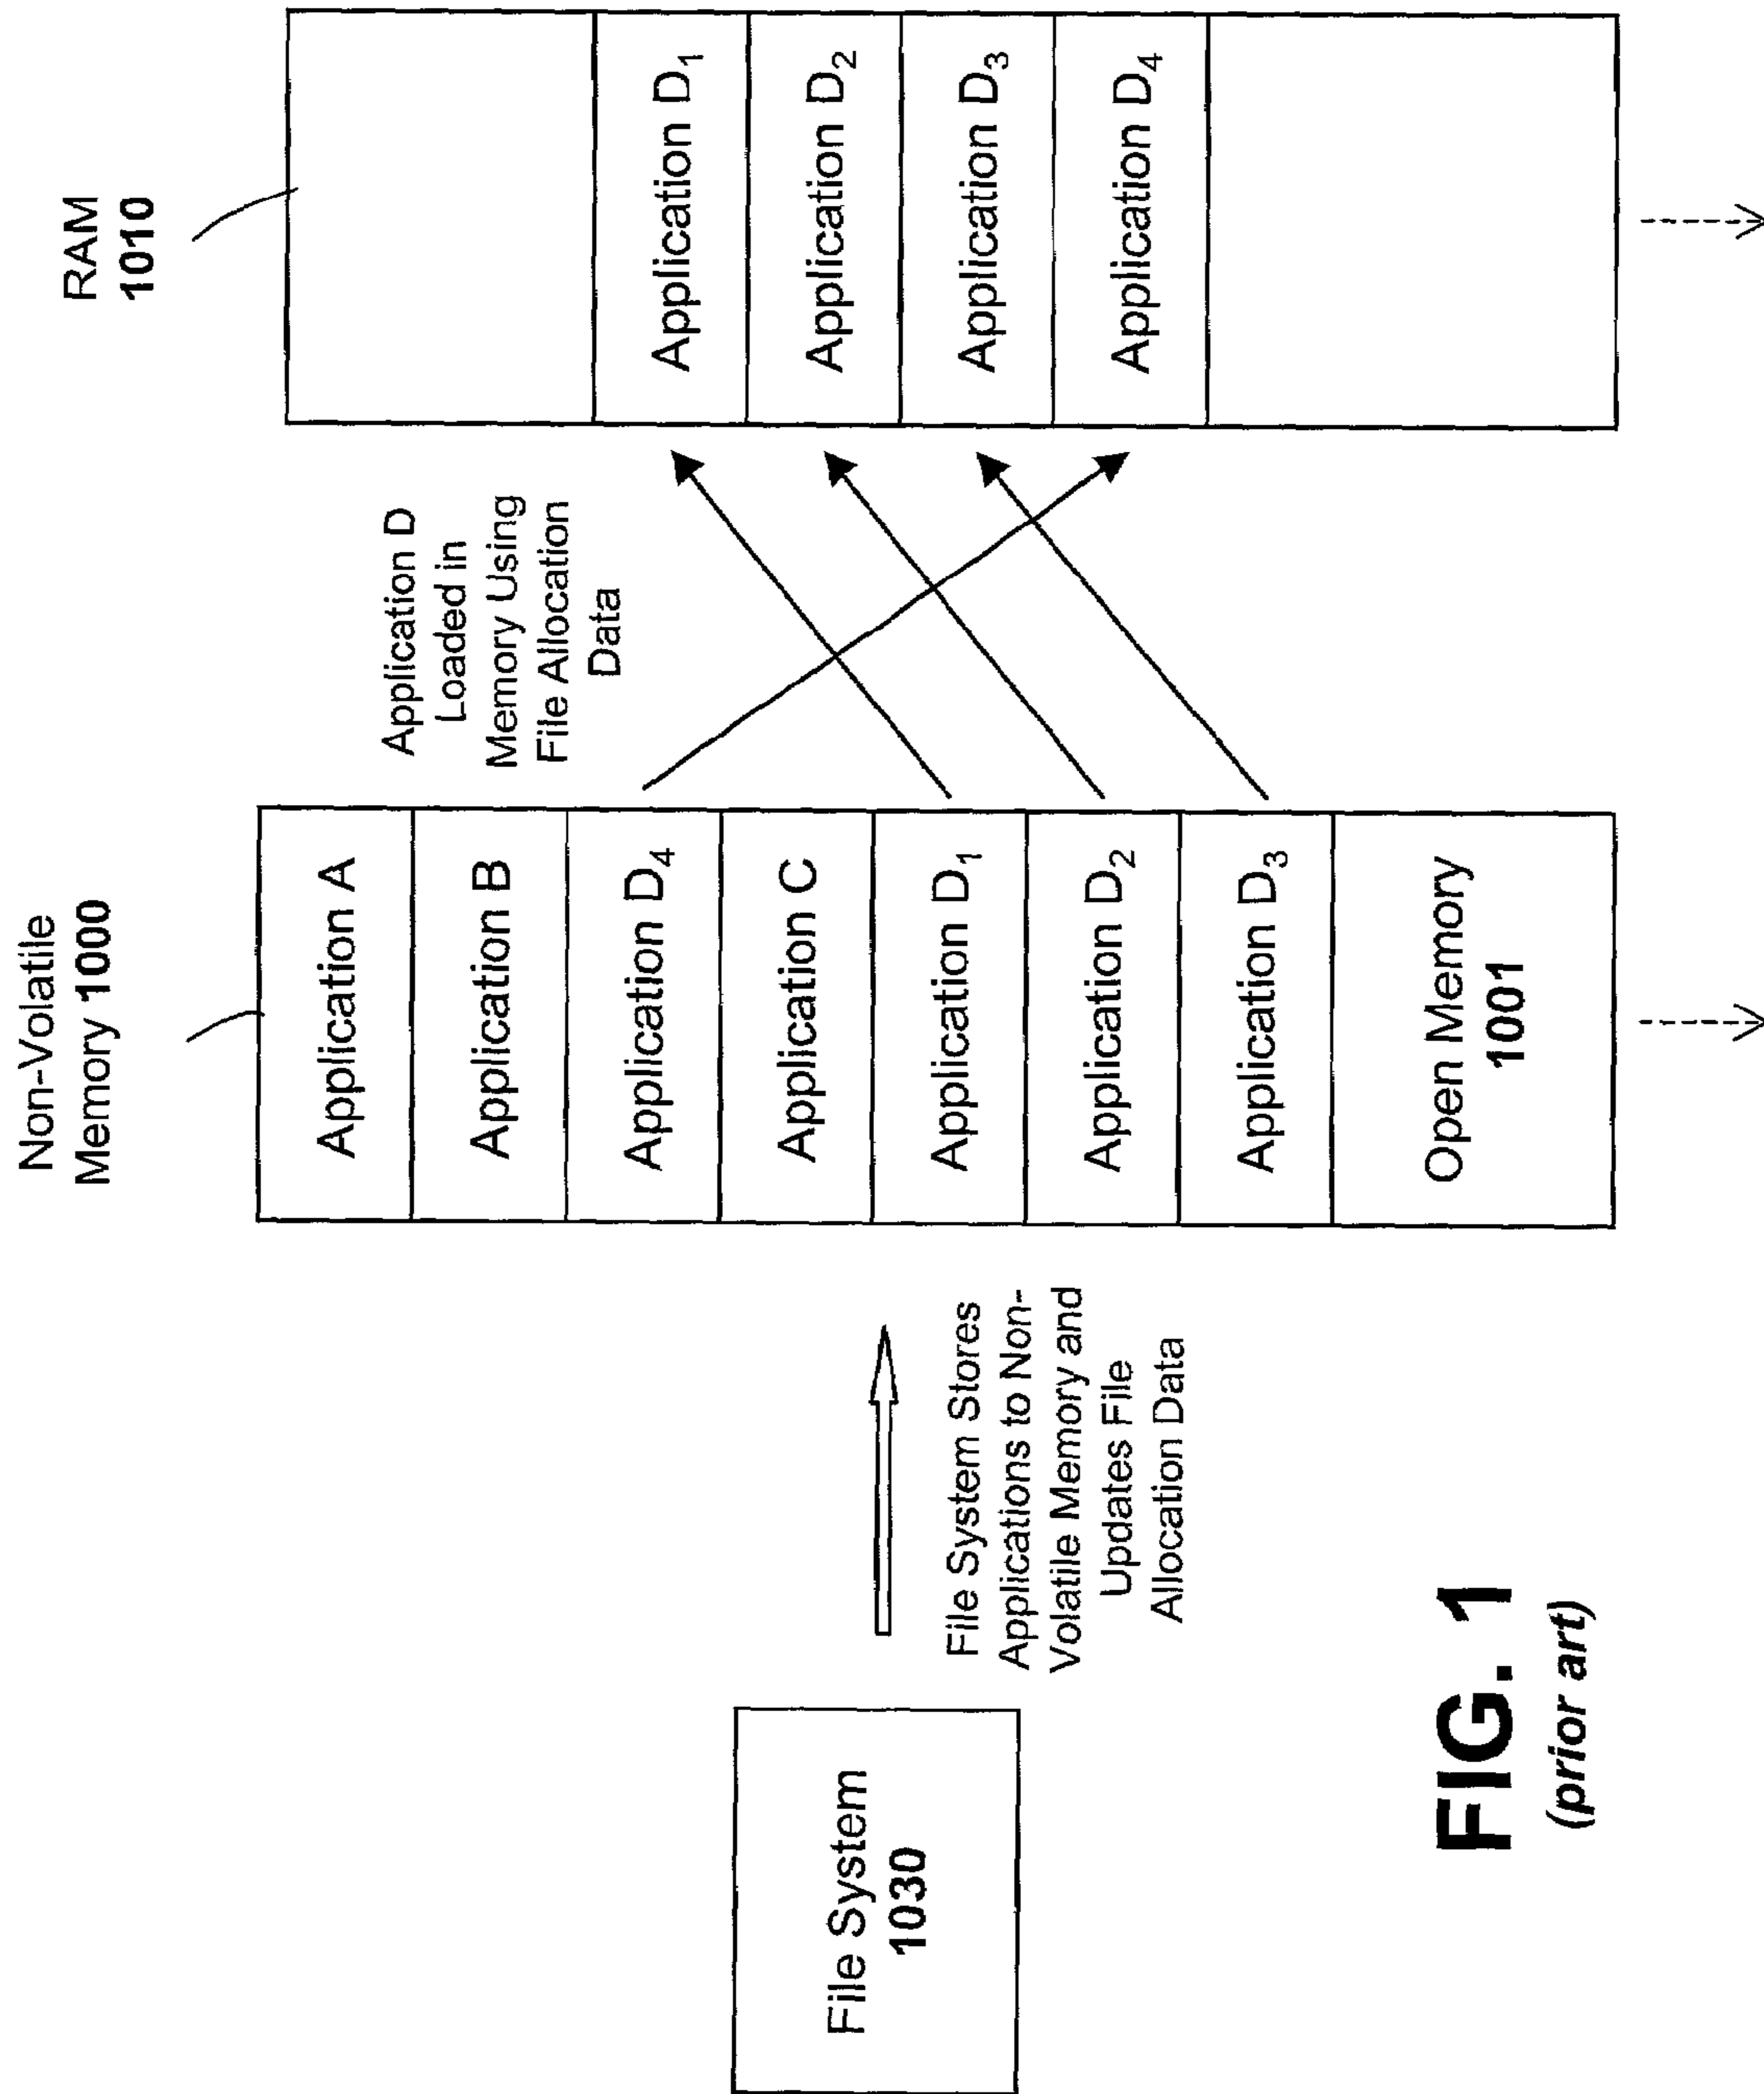 Non-Volatile
Memory 1000
Application A
Application B
Application D₄
Application C
Application D₁
Application D₂
Application D₃
Open Memory
1001
RAM
1010
Application D₁
Application D₂
Application D₃
Application D₄
Application D
Loaded in
Memory Using
File Allocation
Data
File System
1030
File System Stores
Applications to Non-
Volatile Memory and
Updates File
Allocation Data
FIG. 1
(prior art)